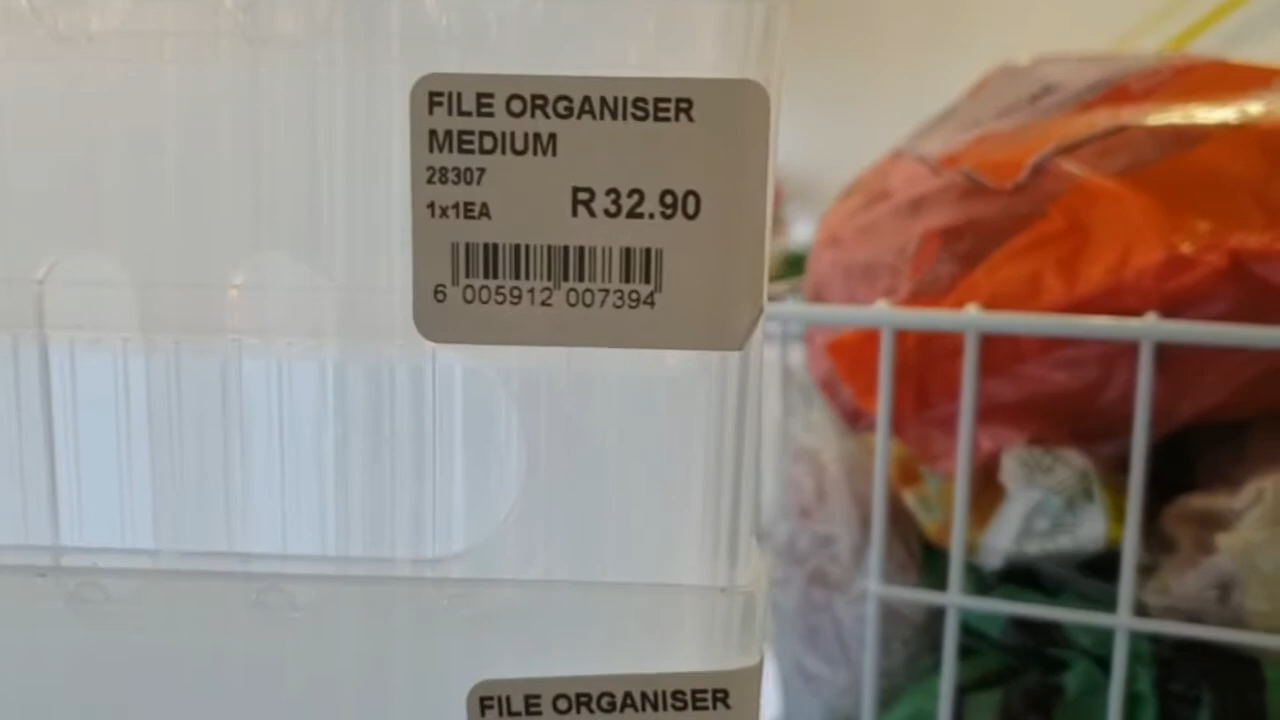 FILE ORGANISER
MEDIUM
28307
1x1EA R32.90
6 005912 007394
FILE ORGANISER